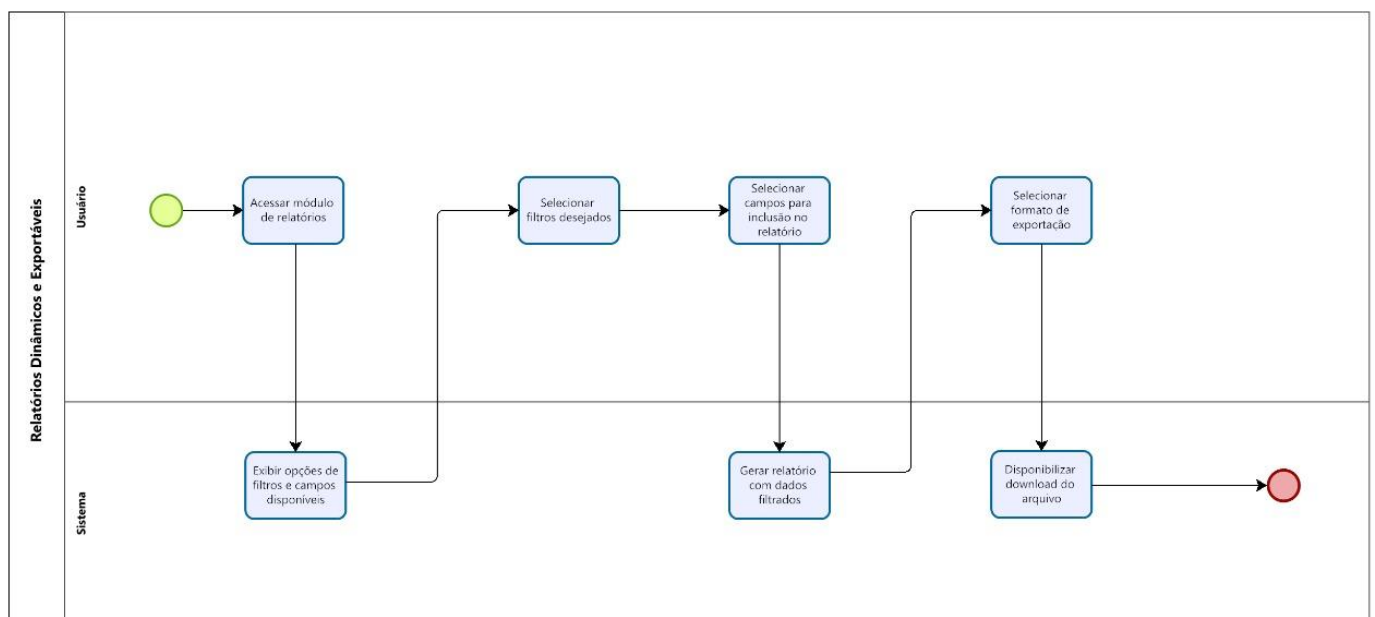 Relatórios Dinâmicos e Exportáveis
Usuário
Acessar módulo
de relatórios
Selecionar
filtros desejados
Selecionar
campos para
inclusão no
relatório
Selecionar
formato de
exportação
Sistema
Exibir opções de
filtros e campos
disponíveis
Gerar relatório
com dados
filtrados
Disponibilizar
download do
arquivo